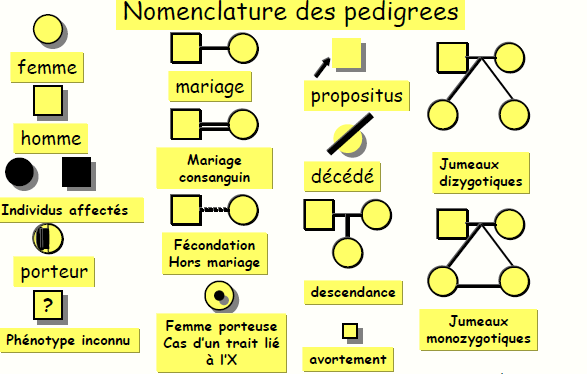 Nomenclature des pedigrees
femme
homme
Individus affectés
porteur
?
Phénotype inconnu
mariage
Mariage
consanguin
Fécondation
Hors mariage
Femme porteuse
Cas d'un trait lié
à l'X
propositus
décédé
descendance
avortement
Jumeaux
dizygotiques
Jumeaux
monozygotiques